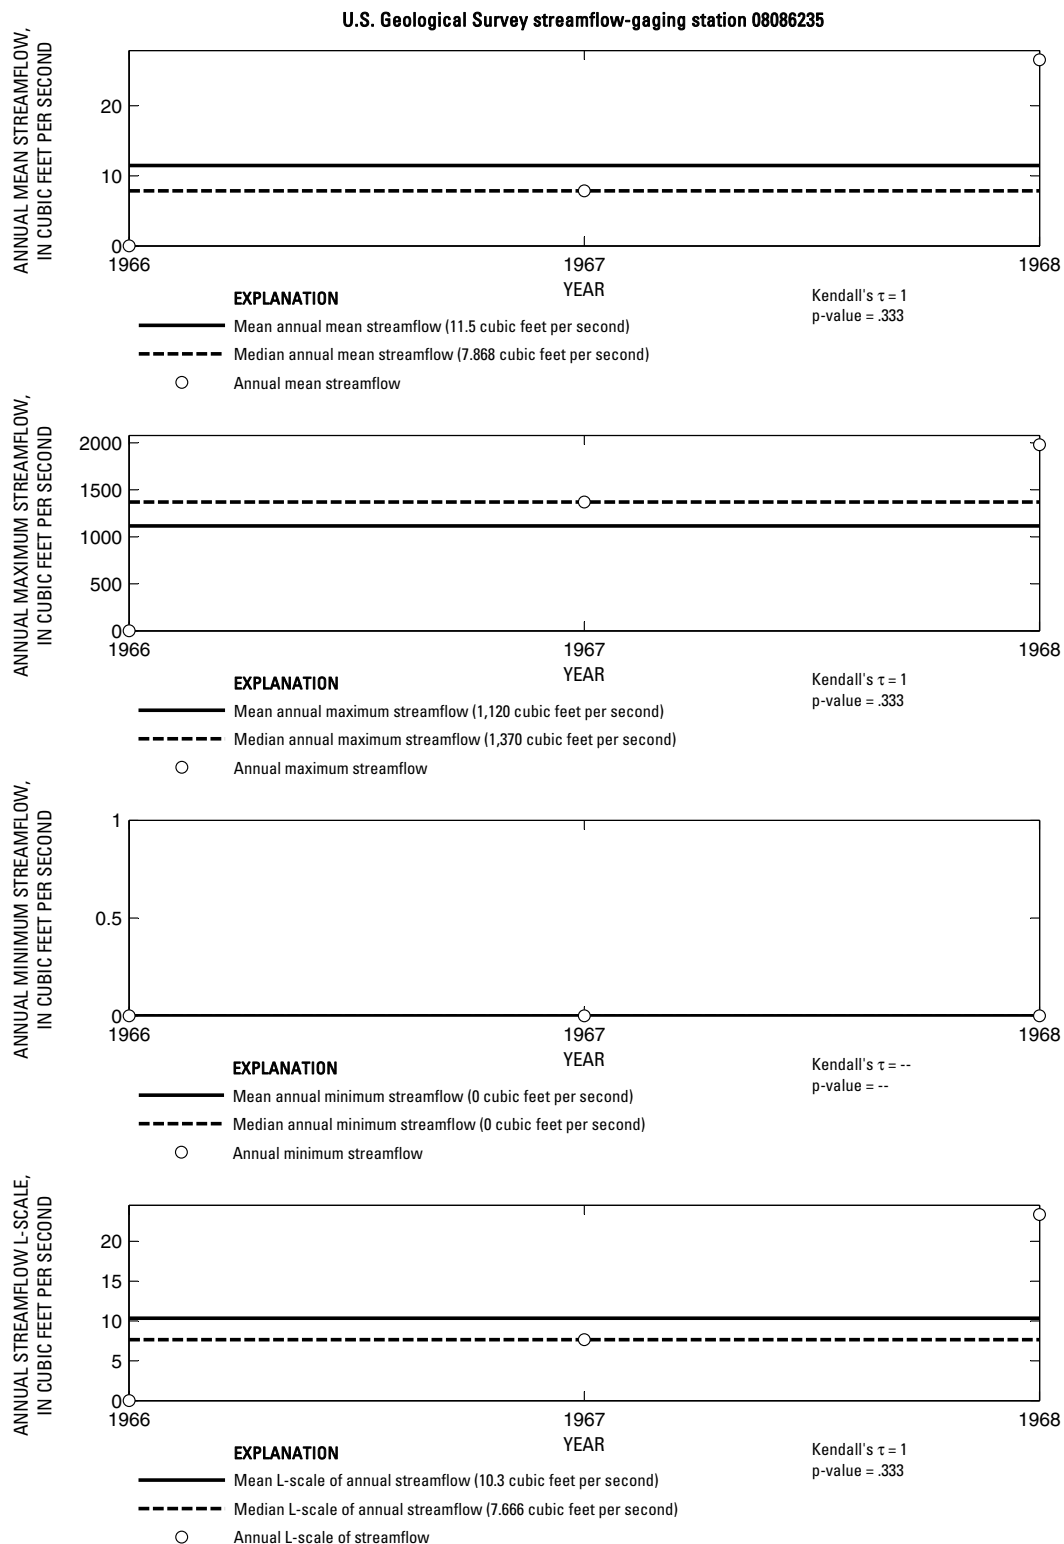 U.S. Geological Survey streamflow-gaging station 08086235
ANNUAL MEAN STREAMFLOW,
IN CUBIC FEET PER SECOND
20
10
0
1966
1967
1968
YEAR
EXPLANATION
Mean annual mean streamflow (11.5 cubic feet per second)
Median annual mean streamflow (7.868 cubic feet per second)
Annual mean streamflow
Kendall's τ = 1
p-value = .333
ANNUAL MAXIMUM STREAMFLOW,
IN CUBIC FEET PER SECOND
2000
1500
1000
500
0
1966
1967
1968
YEAR
EXPLANATION
Mean annual maximum streamflow (1,120 cubic feet per second)
Median annual maximum streamflow (1,370 cubic feet per second)
Annual maximum streamflow
Kendall's τ = 1
p-value = .333
ANNUAL MINIMUM STREAMFLOW,
IN CUBIC FEET PER SECOND
1
0.5
0
1966
1967
1968
YEAR
EXPLANATION
Mean annual minimum streamflow (0 cubic feet per second)
Median annual minimum streamflow (0 cubic feet per second)
Annual minimum streamflow
Kendall's τ = --
p-value = --
ANNUAL STREAMFLOW L-SCALE,
IN CUBIC FEET PER SECOND
20
15
10
5
0
1966
1967
1968
YEAR
EXPLANATION
Mean L-scale of annual streamflow (10.3 cubic feet per second)
Median L-scale of annual streamflow (7.666 cubic feet per second)
Annual L-scale of streamflow
Kendall's τ = 1
p-value = .333